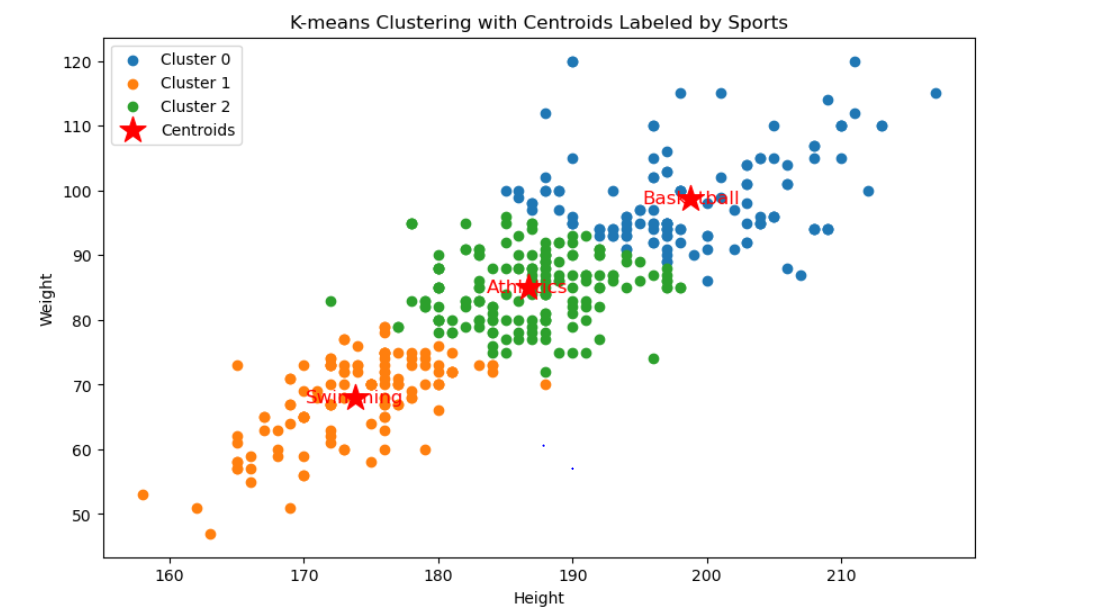 K-means Clustering with Centroids Labeled by Sports
Cluster 0
Cluster 1
Cluster 2
Centroids
120
110
100
90
80
70
60
50
Weight
Basketball
Athletics
Swimming
160 170 180 190 200 210
Height